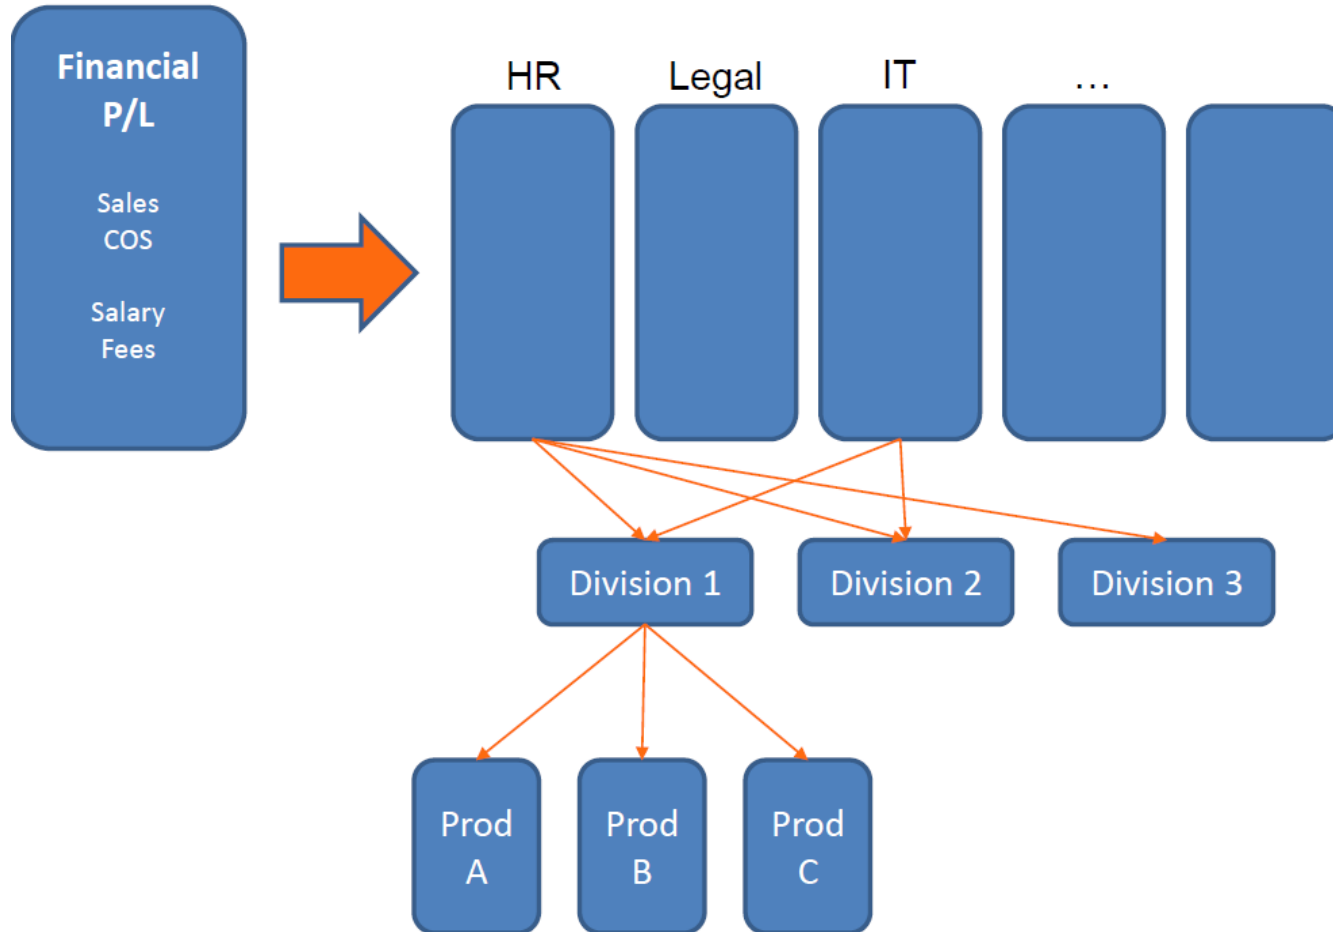 Financial
P/L
Sales
COS
Salary
Fees
HR
Legal
IT
...
Division 1
Division 2
Division 3
Prod
A
Prod
B
Prod
C